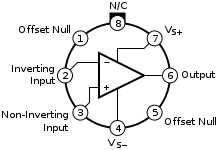 N/C
8
Offset Null
1
7
VS+
Inverting
Input
2
−
+
6
Output
Non-Inverting
Input
3
5
Offset Null
4
VS−